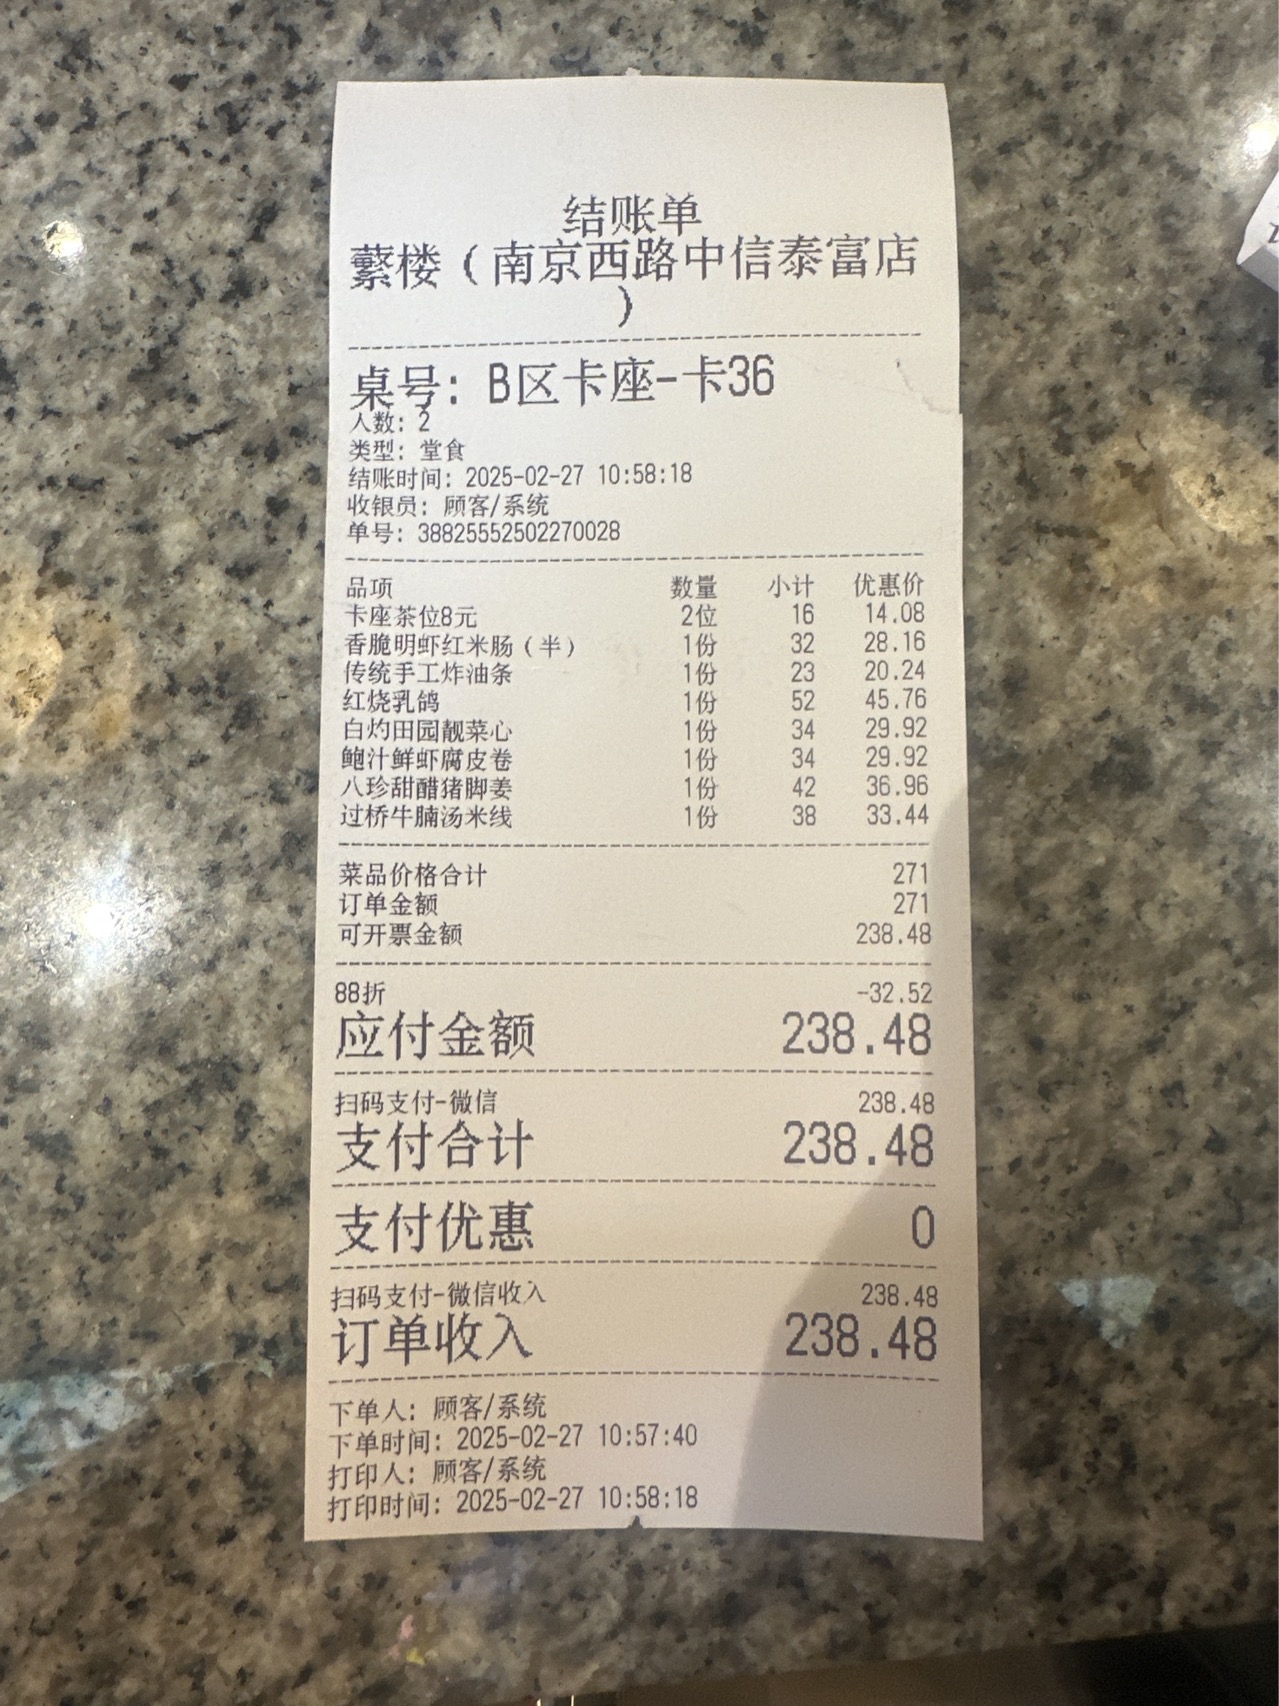 结账单
蘩楼（南京西路中信泰富店
）
桌号：B区卡座-卡36
人数：2
类型：堂食
结账时间：2025-02-27 10:58:18
收银员：顾客/系统
单号：38825552502270028
品项 数量 小计 优惠价
卡座茶位8元 2位 16 14.08
香脆明虾红米肠（半） 1份 32 28.16
传统手工炸油条 1份 23 20.24
红烧乳鸽 1份 52 45.76
白灼田园靓菜心 1份 34 29.92
鲍汁鲜虾腐皮卷 1份 34 29.92
八珍甜醋猪脚姜 1份 42 36.96
过桥牛腩汤米线 1份 38 33.44
菜品价格合计 271
订单金额 271
可开票金额 238.48
88折 -32.52
应付金额 238.48
扫码支付-微信 238.48
支付合计 238.48
支付优惠 0
扫码支付-微信收入 238.48
订单收入 238.48
下单人：顾客/系统
下单时间：2025-02-27 10:57:40
打印人：顾客/系统
打印时间：2025-02-27 10:58:18